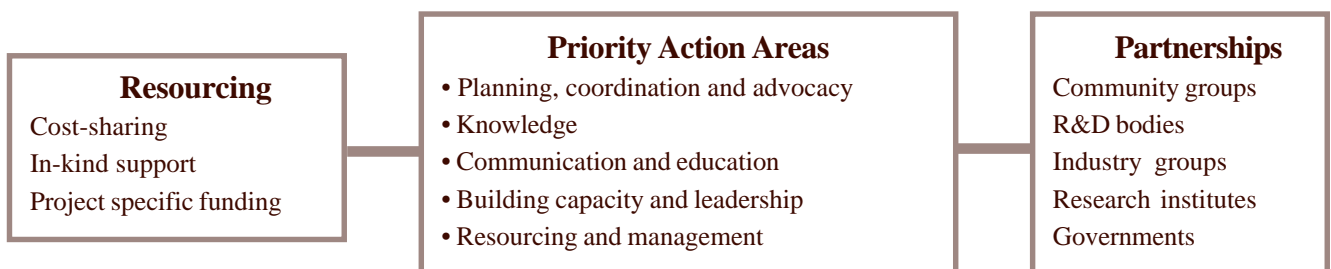 Resourcing
Cost-sharing
In-kind support
Project specific funding
Priority Action Areas
• Planning, coordination and advocacy
• Knowledge
• Communication and education
• Building capacity and leadership
• Resourcing and management
Partnerships
Community groups
R&D bodies
Industry groups
Research institutes
Governments